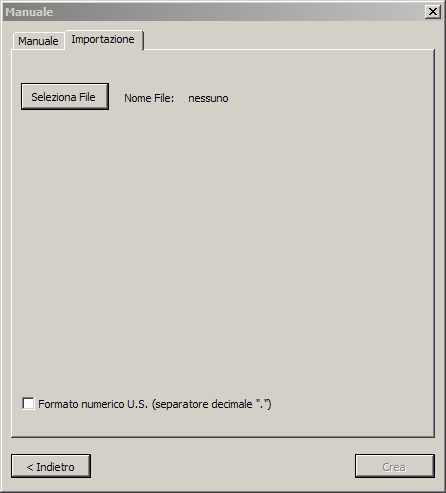 Manuale
Manuale Importazione
Seleziona File Nome File: nessuno
Formato numerico U.S. (separatore decimale ".")
< Indietro Crea